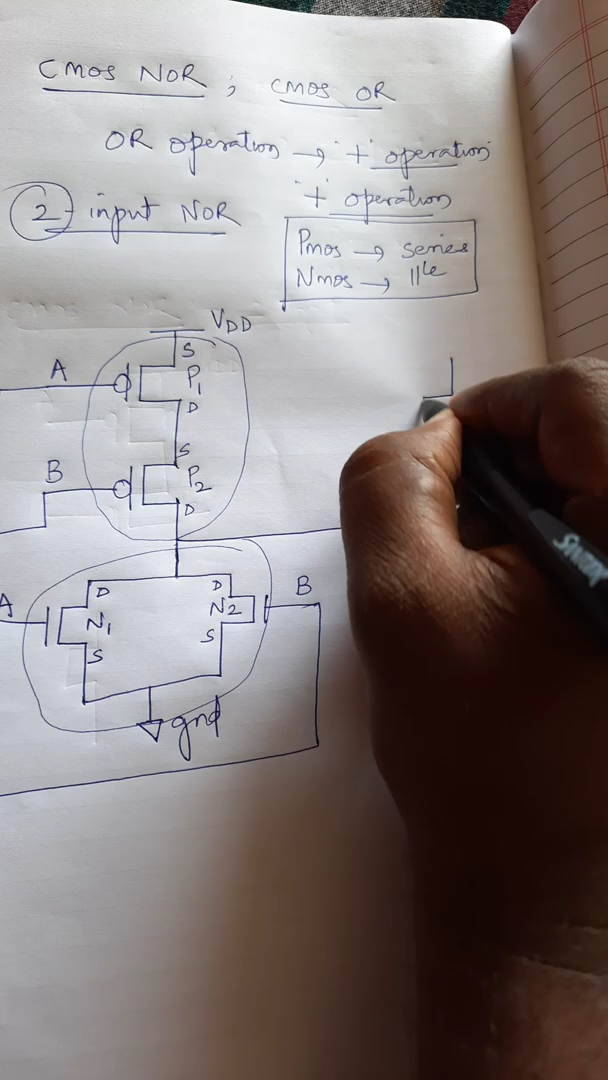 CMOS NOR ; CMOS OR
OR operation → '+' operation
'+' operation
2-input NOR
PMOS → series
NMOS → ||le
VDD
S
A
P1
D
S
B
P2
D
D
D
B
A
N1
N2
S
S
gnd